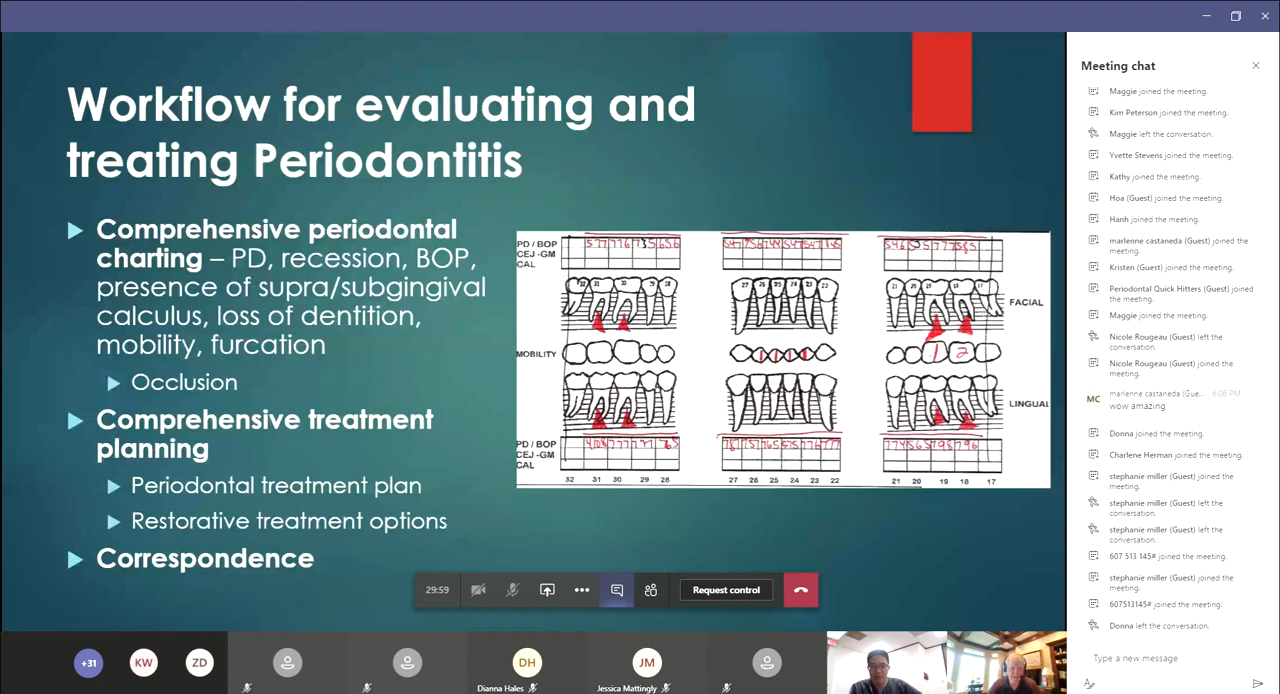 Workflow for evaluating and
treating Periodontitis
Comprehensive periodontal
charting – PD, recession, BOP,
presence of supra/subgingival
calculus, loss of dentition,
mobility, furcation
Occlusion
Comprehensive treatment
planning
Periodontal treatment plan
Restorative treatment options
Correspondence
PD / BOP
CEJ -GM
CAL
FACIAL
MOBILITY
1 2
LINGUAL
PD / BOP
CEJ -GM
CAL
32 31 30 29 28 27 26 25 24 23 22 21 20 19 18 17
29:59
Request control
+31
KW
ZD
DH
Dianna Hales
JM
Jessica Mattingly
Meeting chat
Maggie joined the meeting.
Kim Peterson joined the meeting.
Maggie left the conversation.
Yvette Stevens joined the meeting.
Kathy joined the meeting.
Hoa (Guest) joined the meeting.
Hanh joined the meeting.
marlenne castaneda (Guest) joined the
meeting.
Kristen (Guest) joined the meeting.
Periodontal Quick Hitters (Guest) joined
the meeting.
Maggie joined the meeting.
Nicole Rougeau (Guest) left the
conversation.
Nicole Rougeau (Guest) joined the
meeting.
MC
marlenne castaneda (Gue... 6:06 PM
wow amazing
Donna joined the meeting.
Charlene Herman joined the meeting.
stephanie miller (Guest) joined the
meeting.
stephanie miller (Guest) left the
conversation.
stephanie miller (Guest) left the
conversation.
607 513 145# joined the meeting.
stephanie miller (Guest) joined the
meeting.
607513145# joined the meeting.
Donna left the conversation.
Type a new message